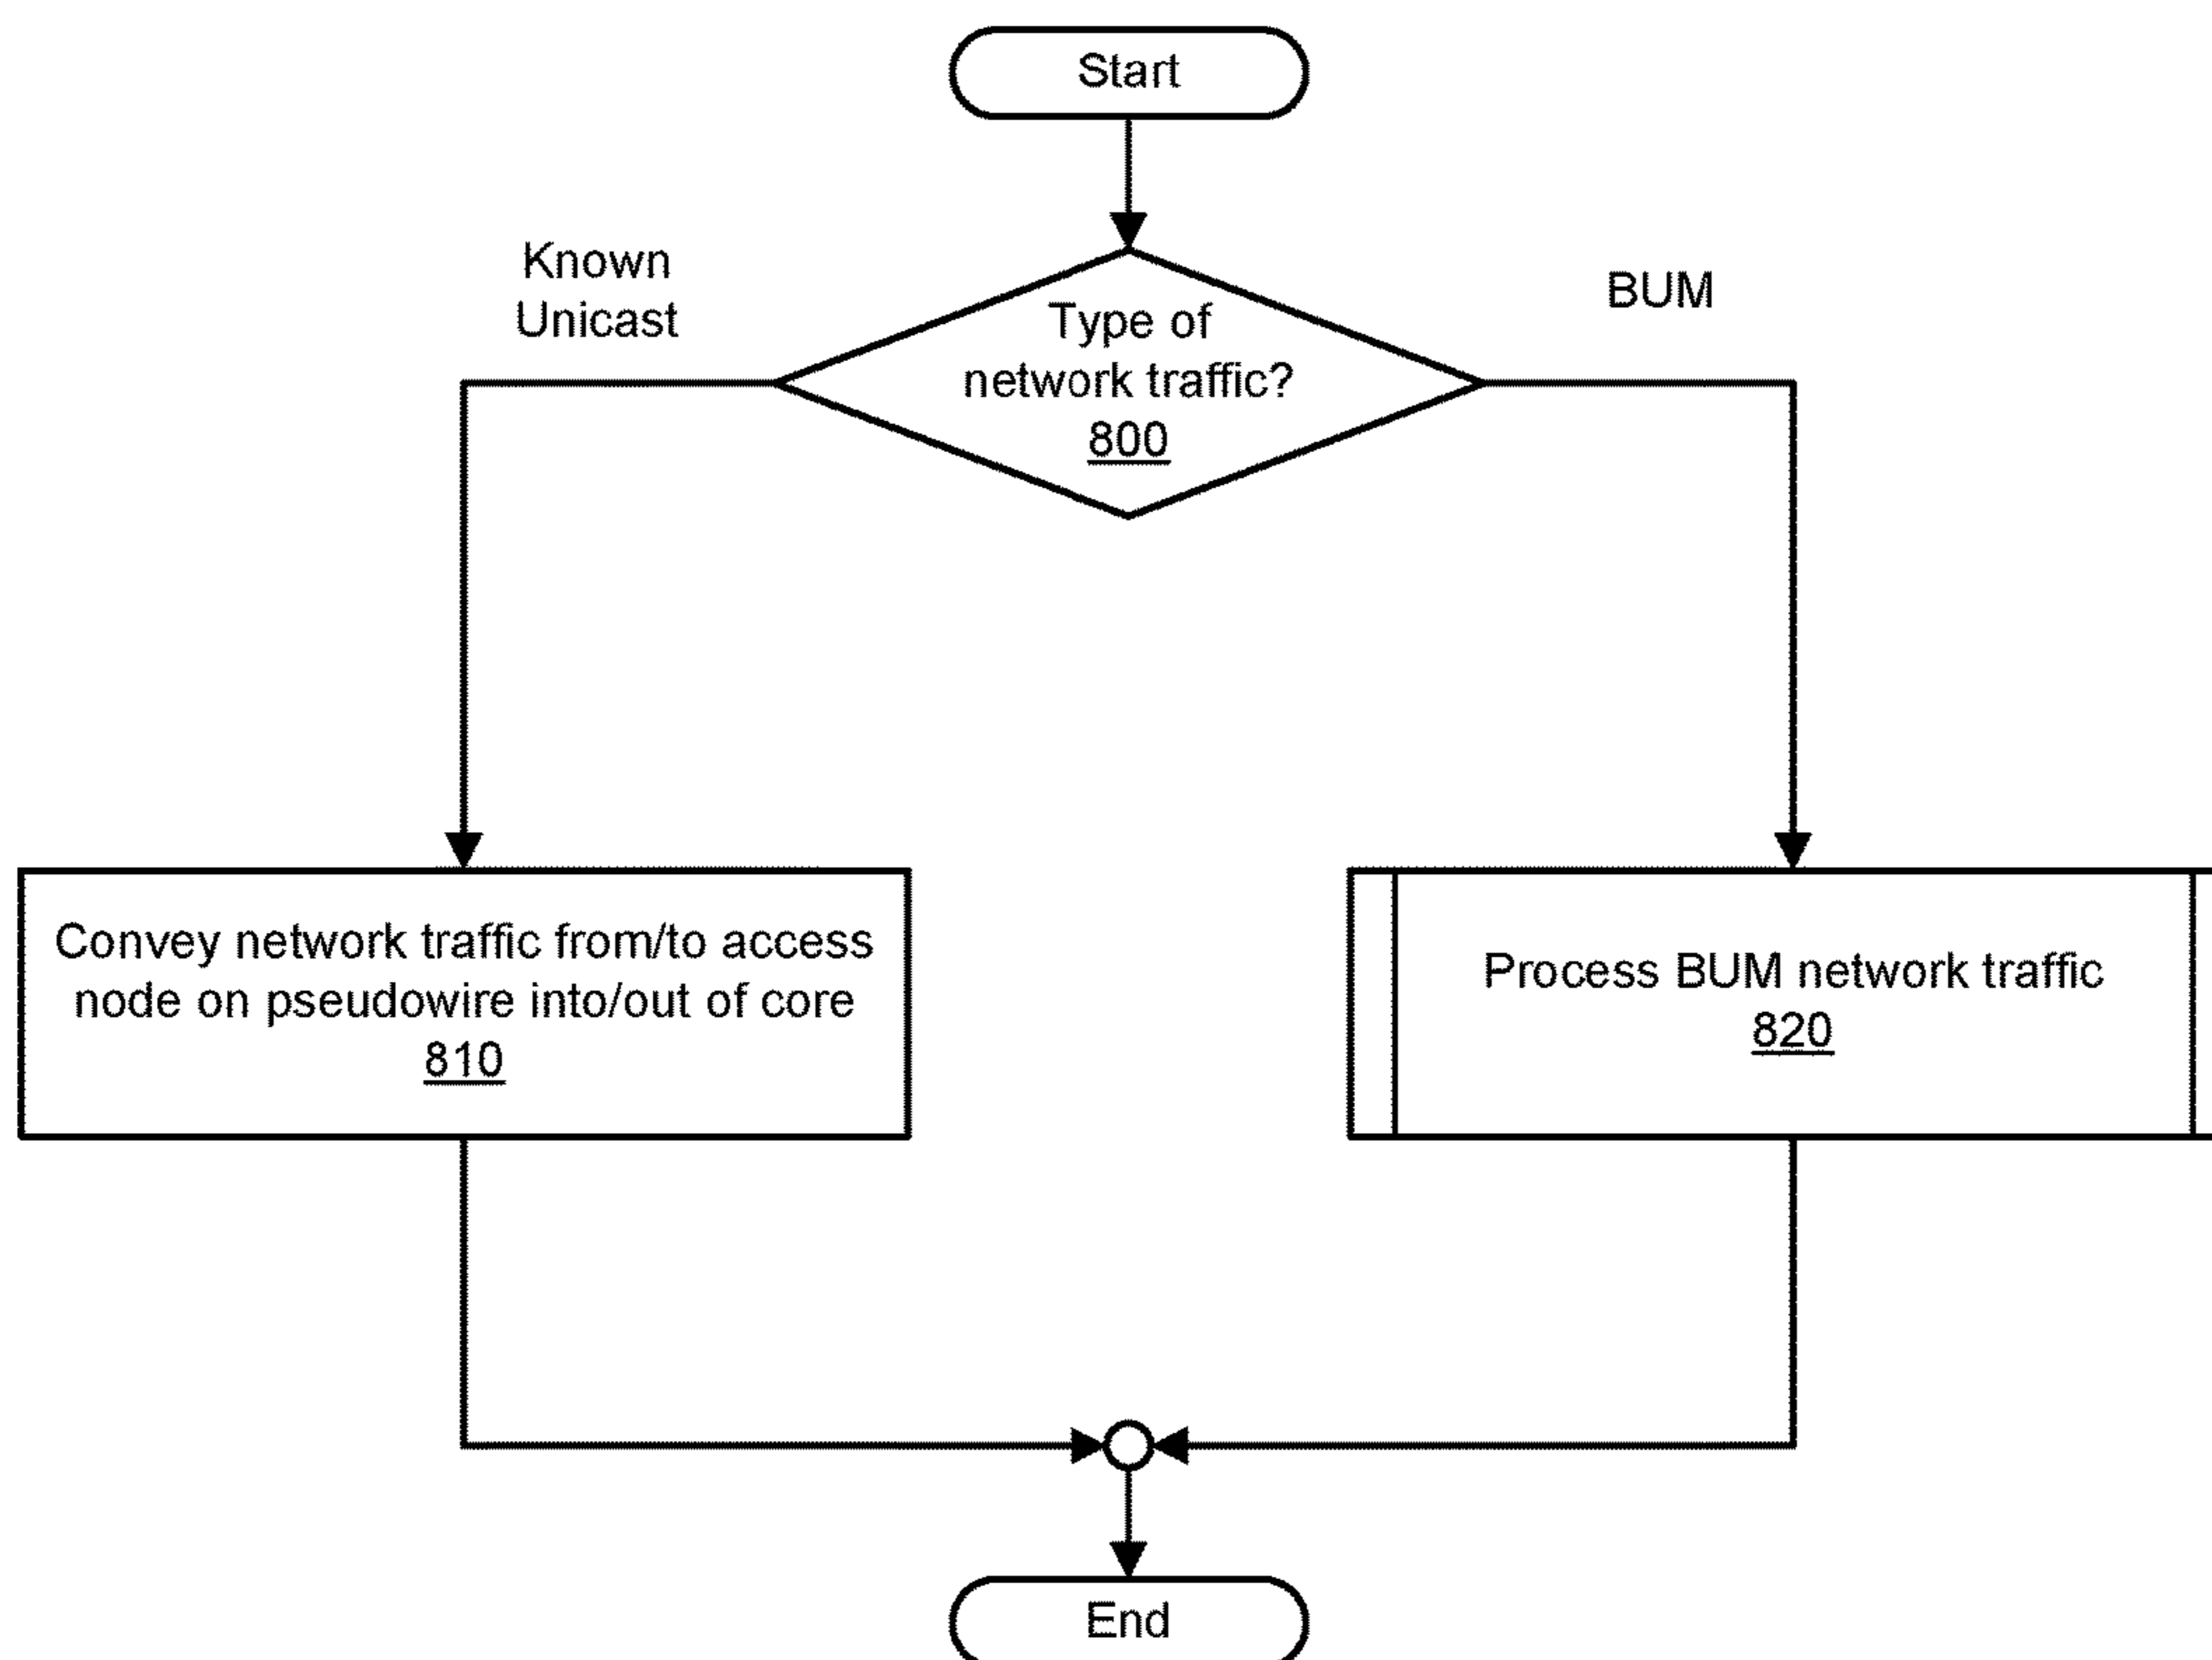 Start
Known
Unicast
BUM
Type of
network traffic?
800
Convey network traffic from/to access
node on pseudowire into/out of core
810
Process BUM network traffic
820
End